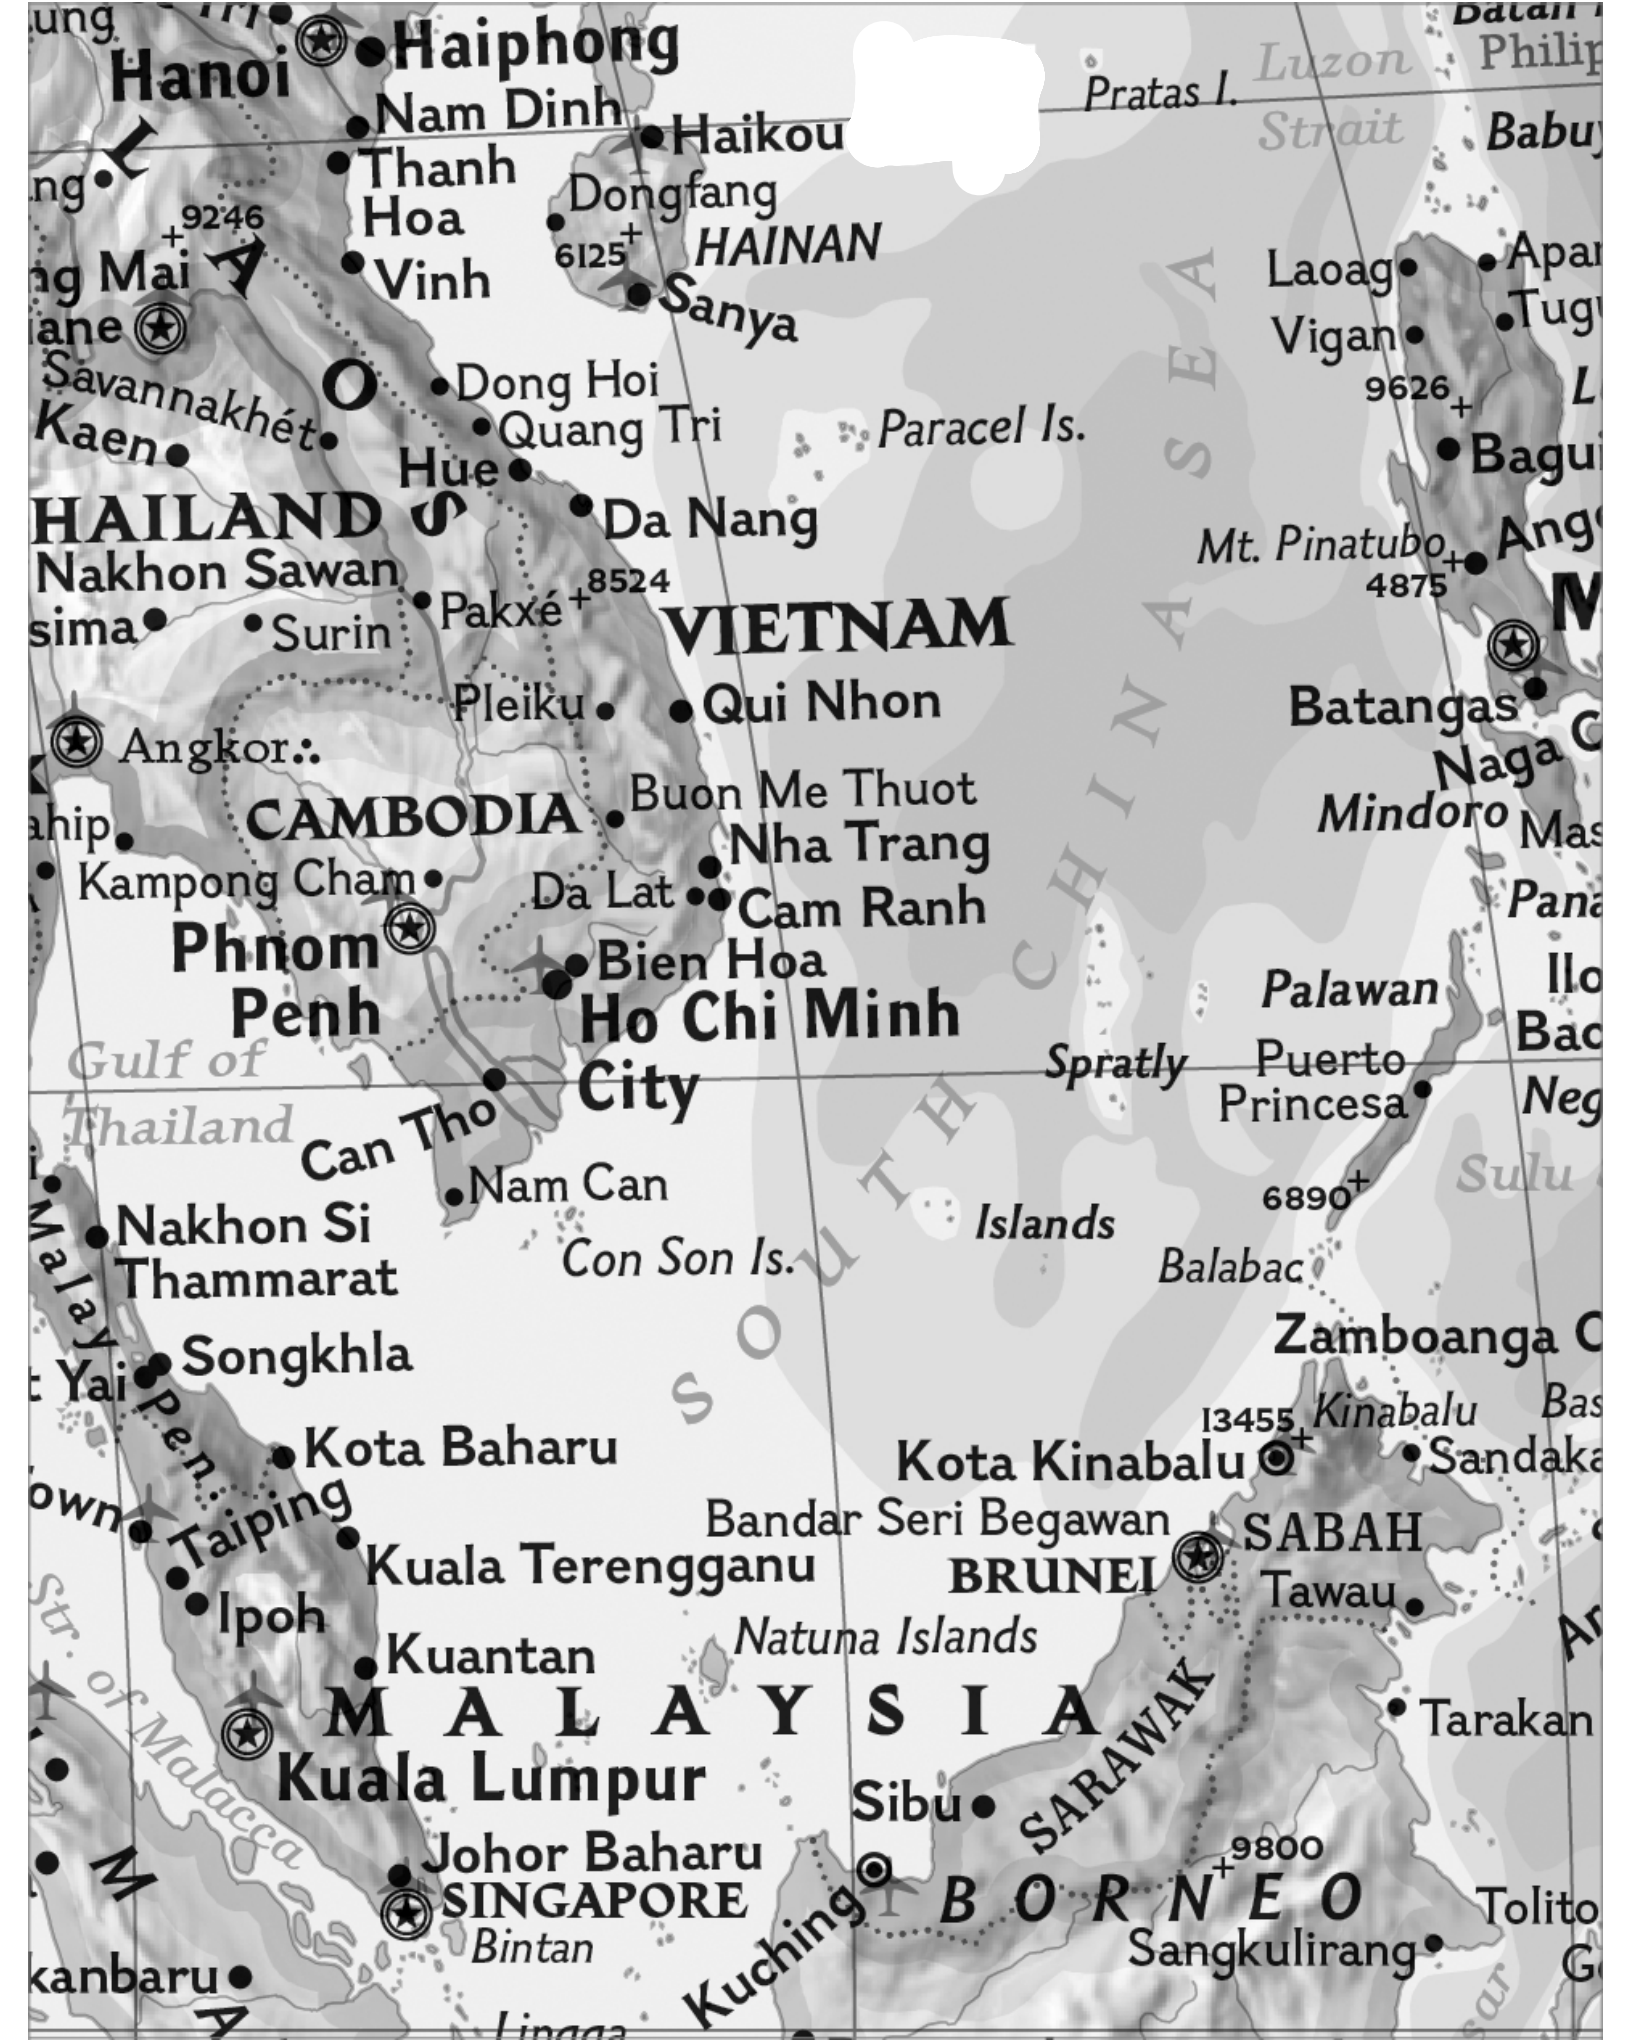 Hanoi
Haiphong
Nam Dinh
Haikou
Pratas I.
Luzon
Strait
Thanh
Hoa
Dongfang
9246
6125
HAINAN
Vinh
Sanya
Laoag
Vigan
L A O S
Savannakhét
Kaen
Dong Hoi
Quang Tri
Hue
Paracel Is.
9626
Da Nang
Mt. Pinatubo
4875
Nakhon Sawan
Surin
Pakxé
8524
VIETNAM
Pleiku
Qui Nhon
Batangas
Naga
Angkor
CAMBODIA
Buon Me Thuot
Mindoro
Nha Trang
Kampong Cham
Da Lat
Cam Ranh
Phnom
Penh
Bien Hoa
Ho Chi Minh
City
Palawan
Gulf of
Thailand
Spratly
Islands
Puerto
Princesa
Can Tho
Nam Can
6890
Sulu
Nakhon Si
Thammarat
Con Son Is.
Balabac
SOUTH CHINA SEA
Malay Pen.
Songkhla
Zamboanga
Kota Baharu
13455
Kinabalu
Kota Kinabalu
Taiping
Bandar Seri Begawan
BRUNEI
SABAH
Kuala Terengganu
Tawau
Ipoh
Natuna Islands
Kuantan
Str. of Malacca
MALAYSIA
SARAWAK
Tarakan
Kuala Lumpur
Sibu
Johor Baharu
SINGAPORE
Bintan
9800
BORNEO
Kuching
Sangkulirang
Lingga